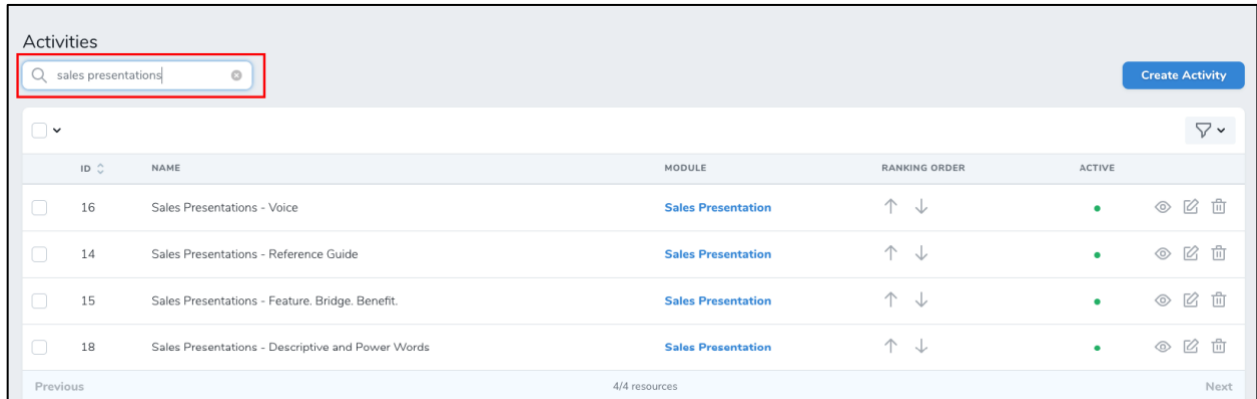 Activities
sales presentations
Create Activity
ID NAME MODULE RANKING ORDER ACTIVE
16 Sales Presentations - Voice Sales Presentation
14 Sales Presentations - Reference Guide Sales Presentation
15 Sales Presentations - Feature. Bridge. Benefit. Sales Presentation
18 Sales Presentations - Descriptive and Power Words Sales Presentation
Previous 4/4 resources Next